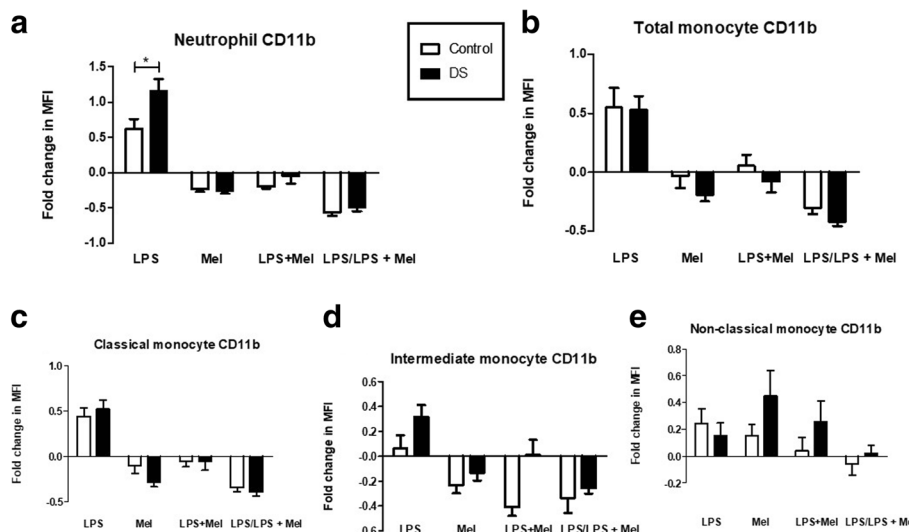 a
Neutrophil CD11b
Fold change in MFI
1.5
1.0
0.5
0.0
-0.5
-1.0
*
LPS Mel LPS+Mel LPS/LPS + Mel
Control
DS
b
Total monocyte CD11b
Fold change in MFI
1.0
0.5
0.0
-0.5
LPS Mel LPS+Mel LPS/LPS + Mel
c
Classical monocyte CD11b
Fold change in MFI
1.0
0.5
0.0
-0.5
LPS Mel LPS+Mel LPS/LPS + Mel
d
Intermediate monocyte CD11b
Fold change in MFI
0.6
0.4
0.2
0.0
-0.2
-0.4
0.6
LPS Mel LPS+Mel LPS/LPS + Mel
e
Non-classical monocyte CD11b
Fold change in MFI
0.8
0.6
0.4
0.2
0.0
-0.2
LPS Mel LPS+Mel LPS/LPS + Mel